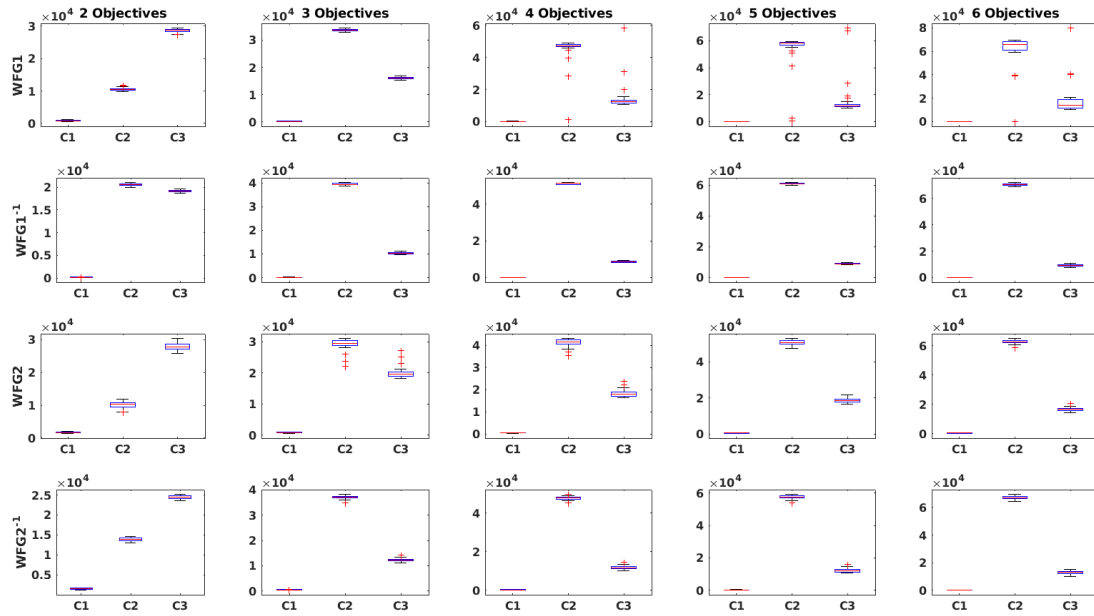 2 Objectives 3 Objectives 4 Objectives 5 Objectives 6 Objectives
×10⁴ ×10⁴ ×10⁴ ×10⁴ ×10⁴
WFG1
3 2 1 0
4 3 2 1 0
6 4 2 0
6 4 2 0
8 6 4 2 0
C1 C2 C3 C1 C2 C3 C1 C2 C3 C1 C2 C3 C1 C2 C3
×10⁴ ×10⁴ ×10⁴ ×10⁴ ×10⁴
WFG1⁻¹
2 1.5 1 0.5 0
4 3 2 1 0
4 2 0
6 4 2 0
6 4 2 0
C1 C2 C3 C1 C2 C3 C1 C2 C3 C1 C2 C3 C1 C2 C3
×10⁴ ×10⁴ ×10⁴ ×10⁴ ×10⁴
WFG2
3 2 1 0
3 2 1 0
4 3 2 1 0
4 2 0
6 4 2 0
C1 C2 C3 C1 C2 C3 C1 C2 C3 C1 C2 C3 C1 C2 C3
×10⁴ ×10⁴ ×10⁴ ×10⁴ ×10⁴
WFG2⁻¹
2.5 2 1.5 1 0.5
4 3 2 1 0
4 2 0
6 4 2 0
6 4 2 0
C1 C2 C3 C1 C2 C3 C1 C2 C3 C1 C2 C3 C1 C2 C3